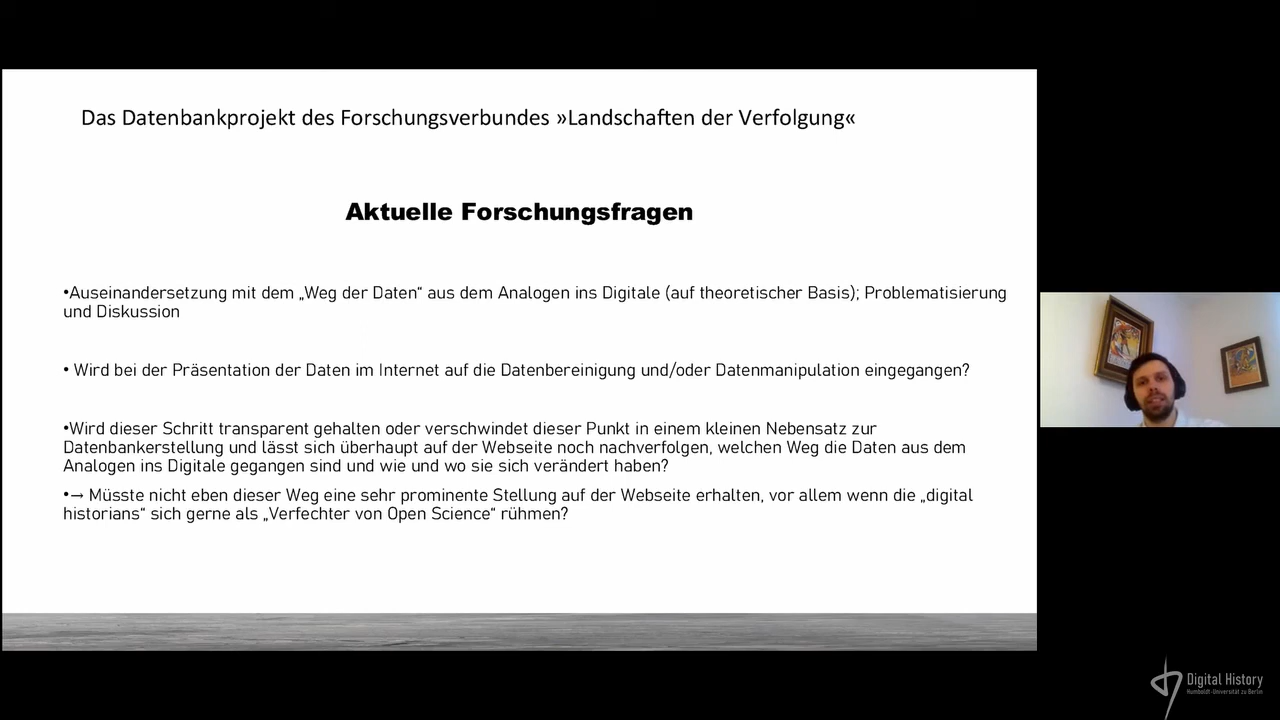 Das Datenbankprojekt des Forschungsverbundes »Landschaften der Verfolgung«
Aktuelle Forschungsfragen
•Auseinandersetzung mit dem „Weg der Daten“ aus dem Analogen ins Digitale (auf theoretischer Basis); Problematisierung
und Diskussion
• Wird bei der Präsentation der Daten im Internet auf die Datenbereinigung und/oder Datenmanipulation eingegangen?
•Wird dieser Schritt transparent gehalten oder verschwindet dieser Punkt in einem kleinen Nebensatz zur
Datenbankerstellung und lässt sich überhaupt auf der Webseite noch nachverfolgen, welchen Weg die Daten aus dem
Analogen ins Digitale gegangen sind und wie und wo sie sich verändert haben?
•→ Müsste nicht eben dieser Weg eine sehr prominente Stellung auf der Webseite erhalten, vor allem wenn die „digital
historians“ sich gerne als „Verfechter von Open Science“ rühmen?
Digital History
Humboldt-Universität zu Berlin